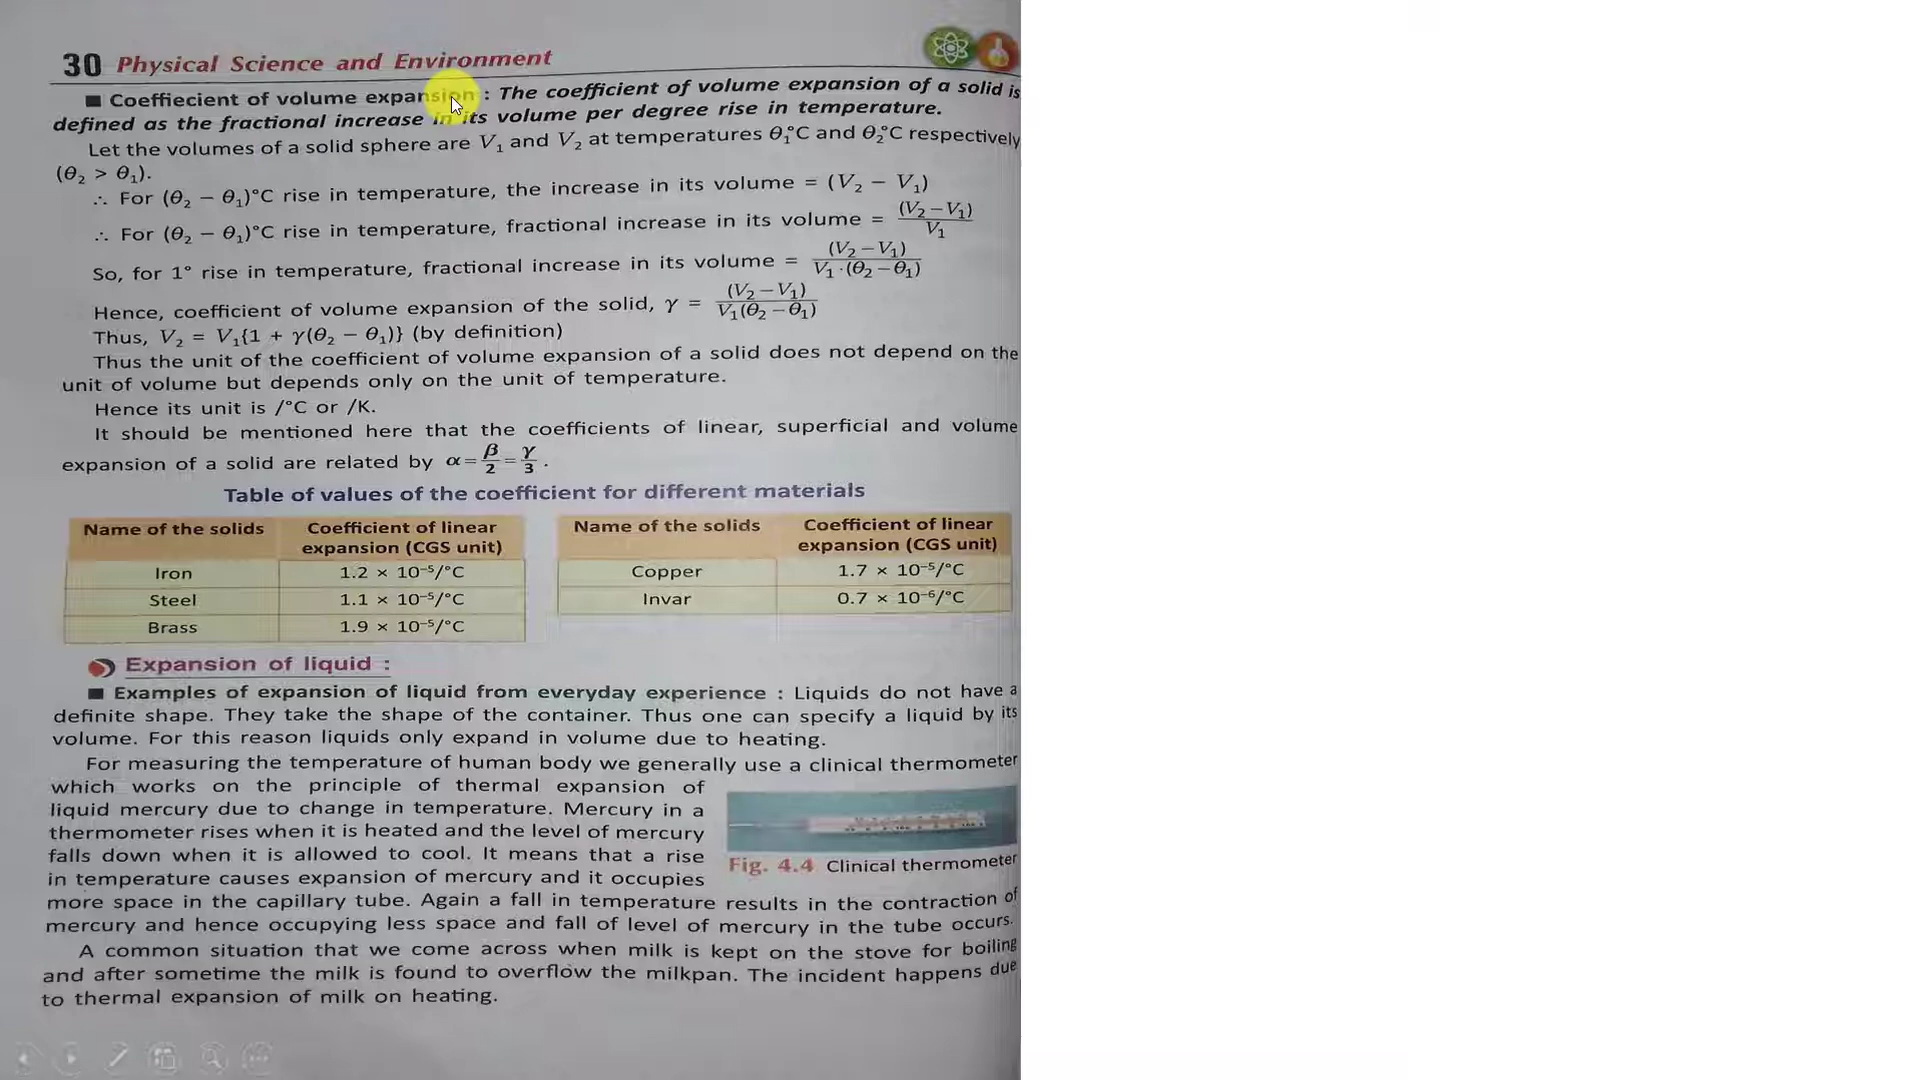 30 Physical Science and Environment
■ Coeffiecient of volume expansion : The coefficient of volume expansion of a solid is
defined as the fractional increase in its volume per degree rise in temperature.
Let the volumes of a solid sphere are V₁ and V₂ at temperatures θ₁°C and θ₂°C respectively
(θ₂ > θ₁).
∴ For (θ₂ − θ₁)°C rise in temperature, the increase in its volume = (V₂ − V₁)
∴ For (θ₂ − θ₁)°C rise in temperature, fractional increase in its volume = (V₂ − V₁)/V₁
So, for 1° rise in temperature, fractional increase in its volume = (V₂ − V₁)/V₁·(θ₂ − θ₁)
Hence, coefficient of volume expansion of the solid, γ = (V₂ − V₁)/V₁(θ₂ − θ₁)
Thus, V₂ = V₁{1 + γ(θ₂ − θ₁)} (by definition)
Thus the unit of the coefficient of volume expansion of a solid does not depend on the
unit of volume but depends only on the unit of temperature.
Hence its unit is /°C or /K.
It should be mentioned here that the coefficients of linear, superficial and volume
expansion of a solid are related by α = β/2 = γ/3 .
Table of values of the coefficient for different materials
Name of the solids Coefficient of linear expansion (CGS unit)
Iron 1.2 × 10⁻⁵/°C
Steel 1.1 × 10⁻⁵/°C
Brass 1.9 × 10⁻⁵/°C
Name of the solids Coefficient of linear expansion (CGS unit)
Copper 1.7 × 10⁻⁵/°C
Invar 0.7 × 10⁻⁶/°C
Expansion of liquid :
■ Examples of expansion of liquid from everyday experience : Liquids do not have a
definite shape. They take the shape of the container. Thus one can specify a liquid by its
volume. For this reason liquids only expand in volume due to heating.
For measuring the temperature of human body we generally use a clinical thermometer
which works on the principle of thermal expansion of
liquid mercury due to change in temperature. Mercury in a
thermometer rises when it is heated and the level of mercury
falls down when it is allowed to cool. It means that a rise
in temperature causes expansion of mercury and it occupies
Fig. 4.4 Clinical thermometer
more space in the capillary tube. Again a fall in temperature results in the contraction of
mercury and hence occupying less space and fall of level of mercury in the tube occurs.
A common situation that we come across when milk is kept on the stove for boiling
and after sometime the milk is found to overflow the milkpan. The incident happens due
to thermal expansion of milk on heating.